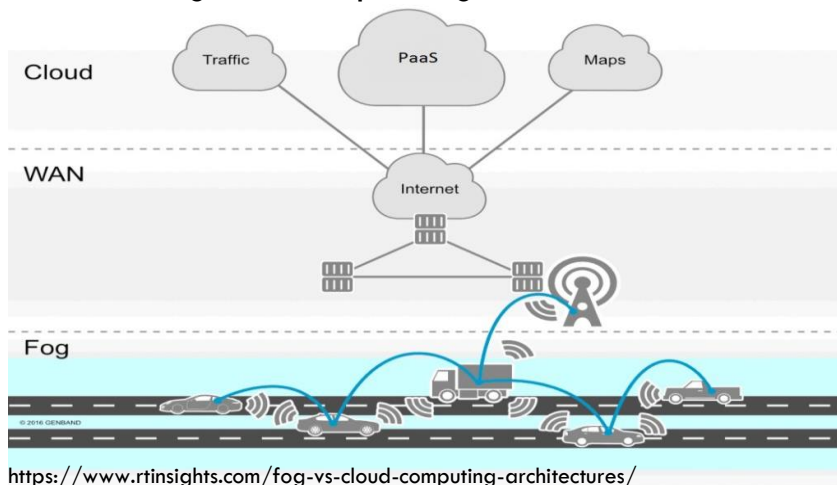 Traffic
PaaS
Maps
Cloud
WAN
Internet
Fog
© 2016 GENBAND
https://www.rtinsights.com/fog-vs-cloud-computing-architectures/